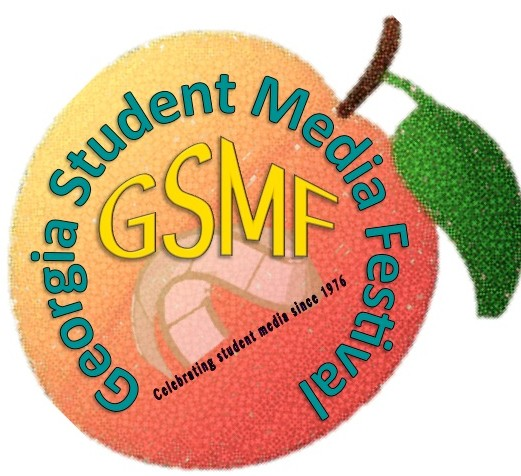 Georgia Student Media Festival
GSMF
Celebrating student media since 1976